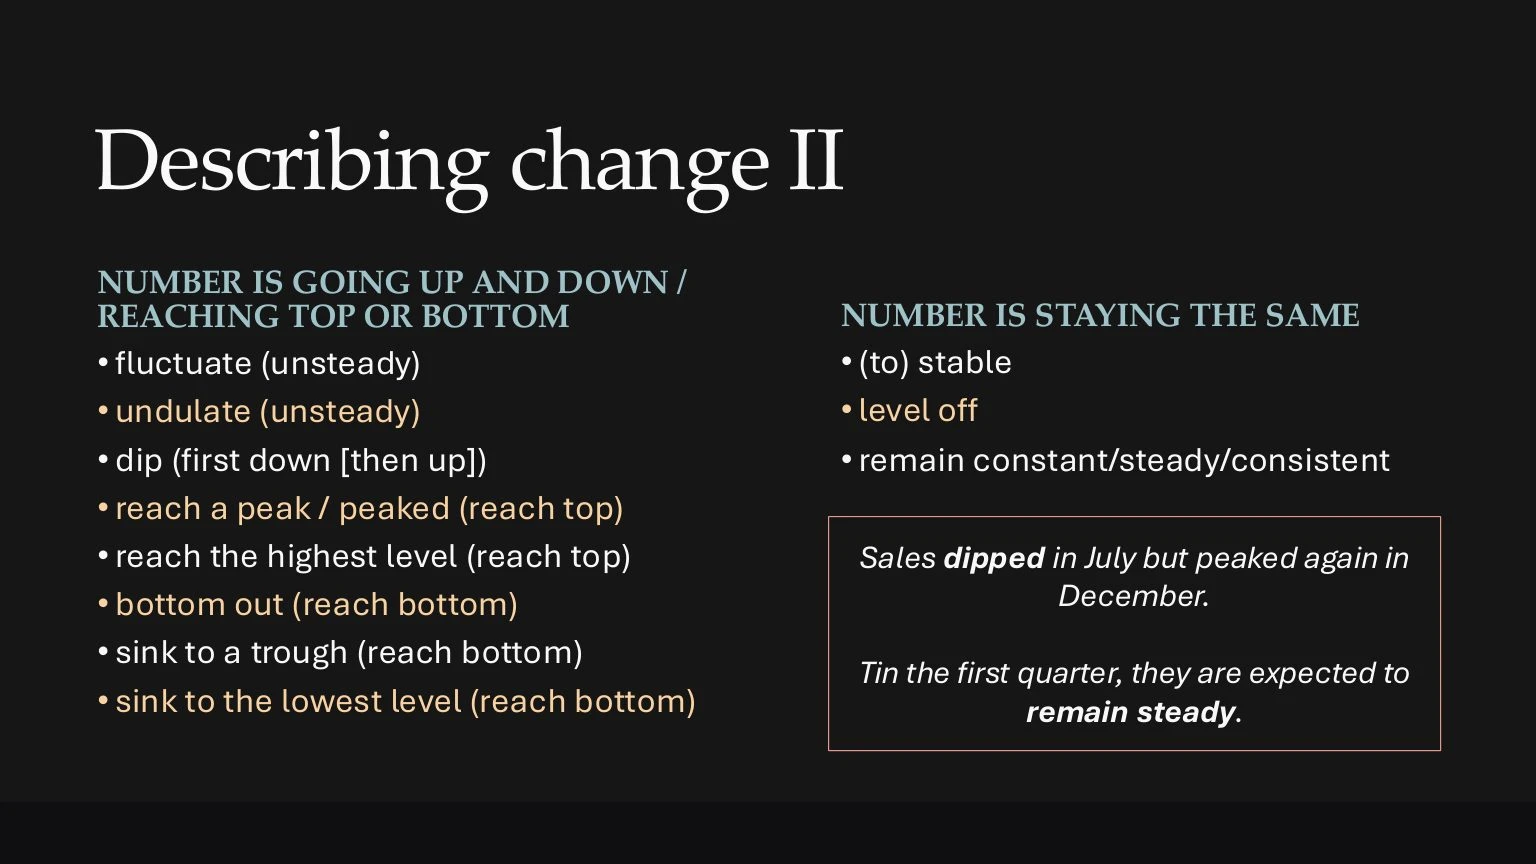 Describing change II
NUMBER IS GOING UP AND DOWN /
REACHING TOP OR BOTTOM
• fluctuate (unsteady)
• undulate (unsteady)
• dip (first down [then up])
• reach a peak / peaked (reach top)
• reach the highest level (reach top)
• bottom out (reach bottom)
• sink to a trough (reach bottom)
• sink to the lowest level (reach bottom)
NUMBER IS STAYING THE SAME
• (to) stable
• level off
• remain constant/steady/consistent
Sales dipped in July but peaked again in
December.
Tin the first quarter, they are expected to
remain steady.